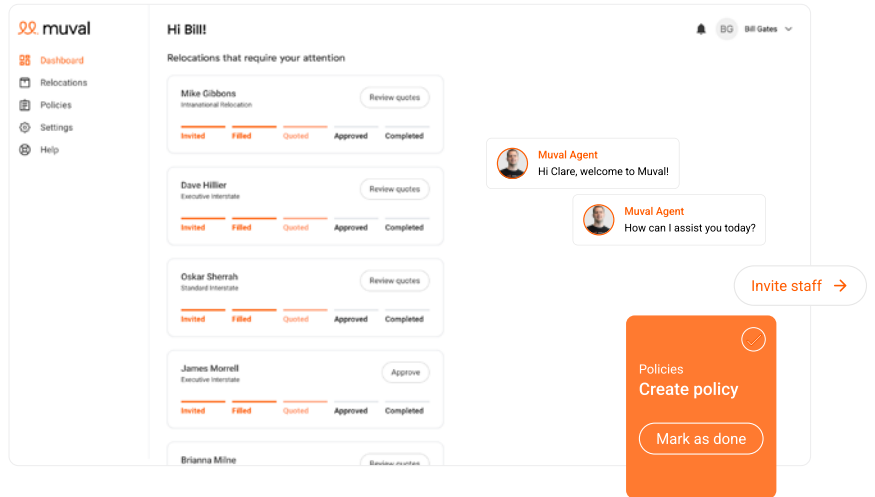 muval
Dashboard
Relocations
Policies
Settings
Help
Hi Bill!
BG Bill Gates
Relocations that require your attention
Mike Gibbons
Intranational Relocation
Review quotes
Invited Filled Quoted Approved Completed
Dave Hillier
Executive Interstate
Review quotes
Invited Filled Quoted Approved Completed
Oskar Sherrah
Standard Interstate
Review quotes
Invited Filled Quoted Approved Completed
James Morrell
Executive Interstate
Approve
Invited Filled Quoted Approved Completed
Brianna Milne
Review quotes
Muval Agent
Hi Clare, welcome to Muval!
Muval Agent
How can I assist you today?
Invite staff
Policies
Create policy
Mark as done